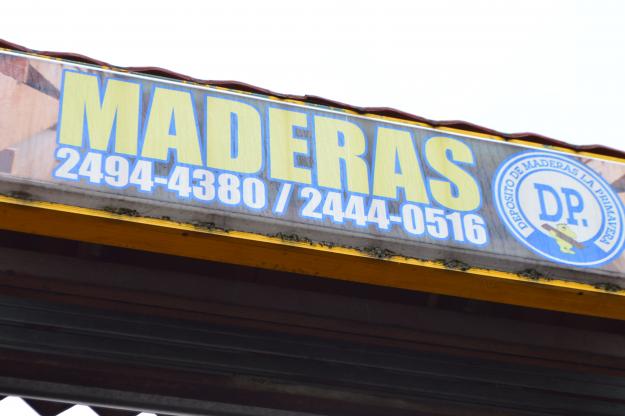 MADERAS
2494-4380 / 2444-0516
DEPOSITO DE MADERAS LA PRIMAVERA
DP.